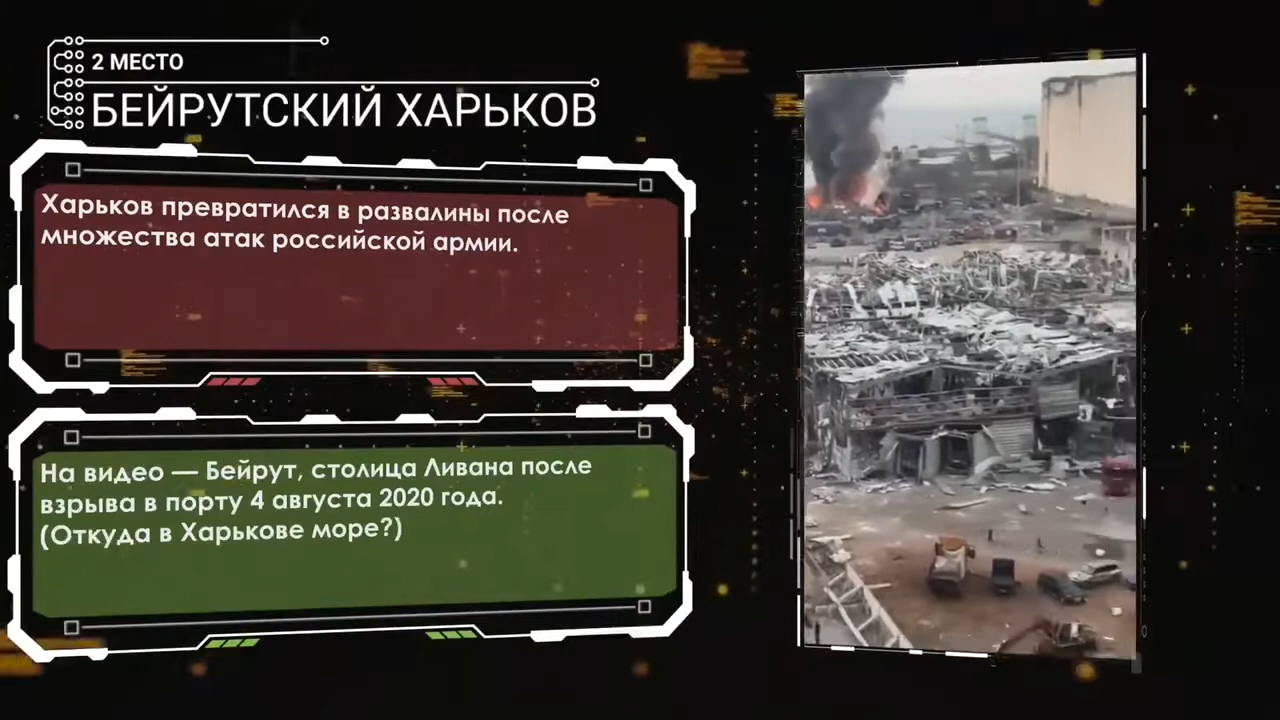 2 МЕСТО
БЕЙРУТСКИЙ ХАРЬКОВ
Харьков превратился в развалины после
множества атак российской армии.
На видео — Бейрут, столица Ливана после
взрыва в порту 4 августа 2020 года.
(Откуда в Харькове море?)